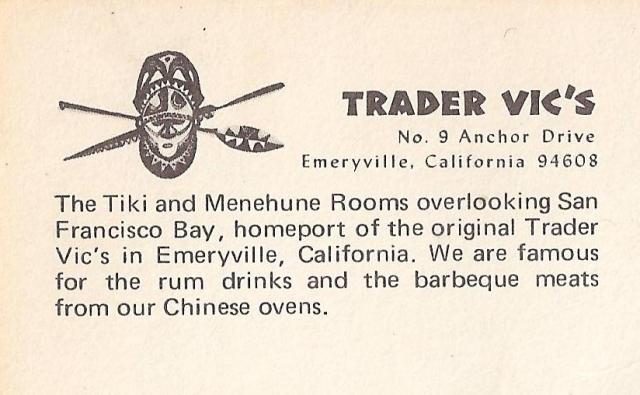 TRADER VIC'S
No. 9 Anchor Drive
Emeryville, California 94608
The Tiki and Menehune Rooms overlooking San
Francisco Bay, homeport of the original Trader
Vic's in Emeryville, California. We are famous
for the rum drinks and the barbeque meats
from our Chinese ovens.